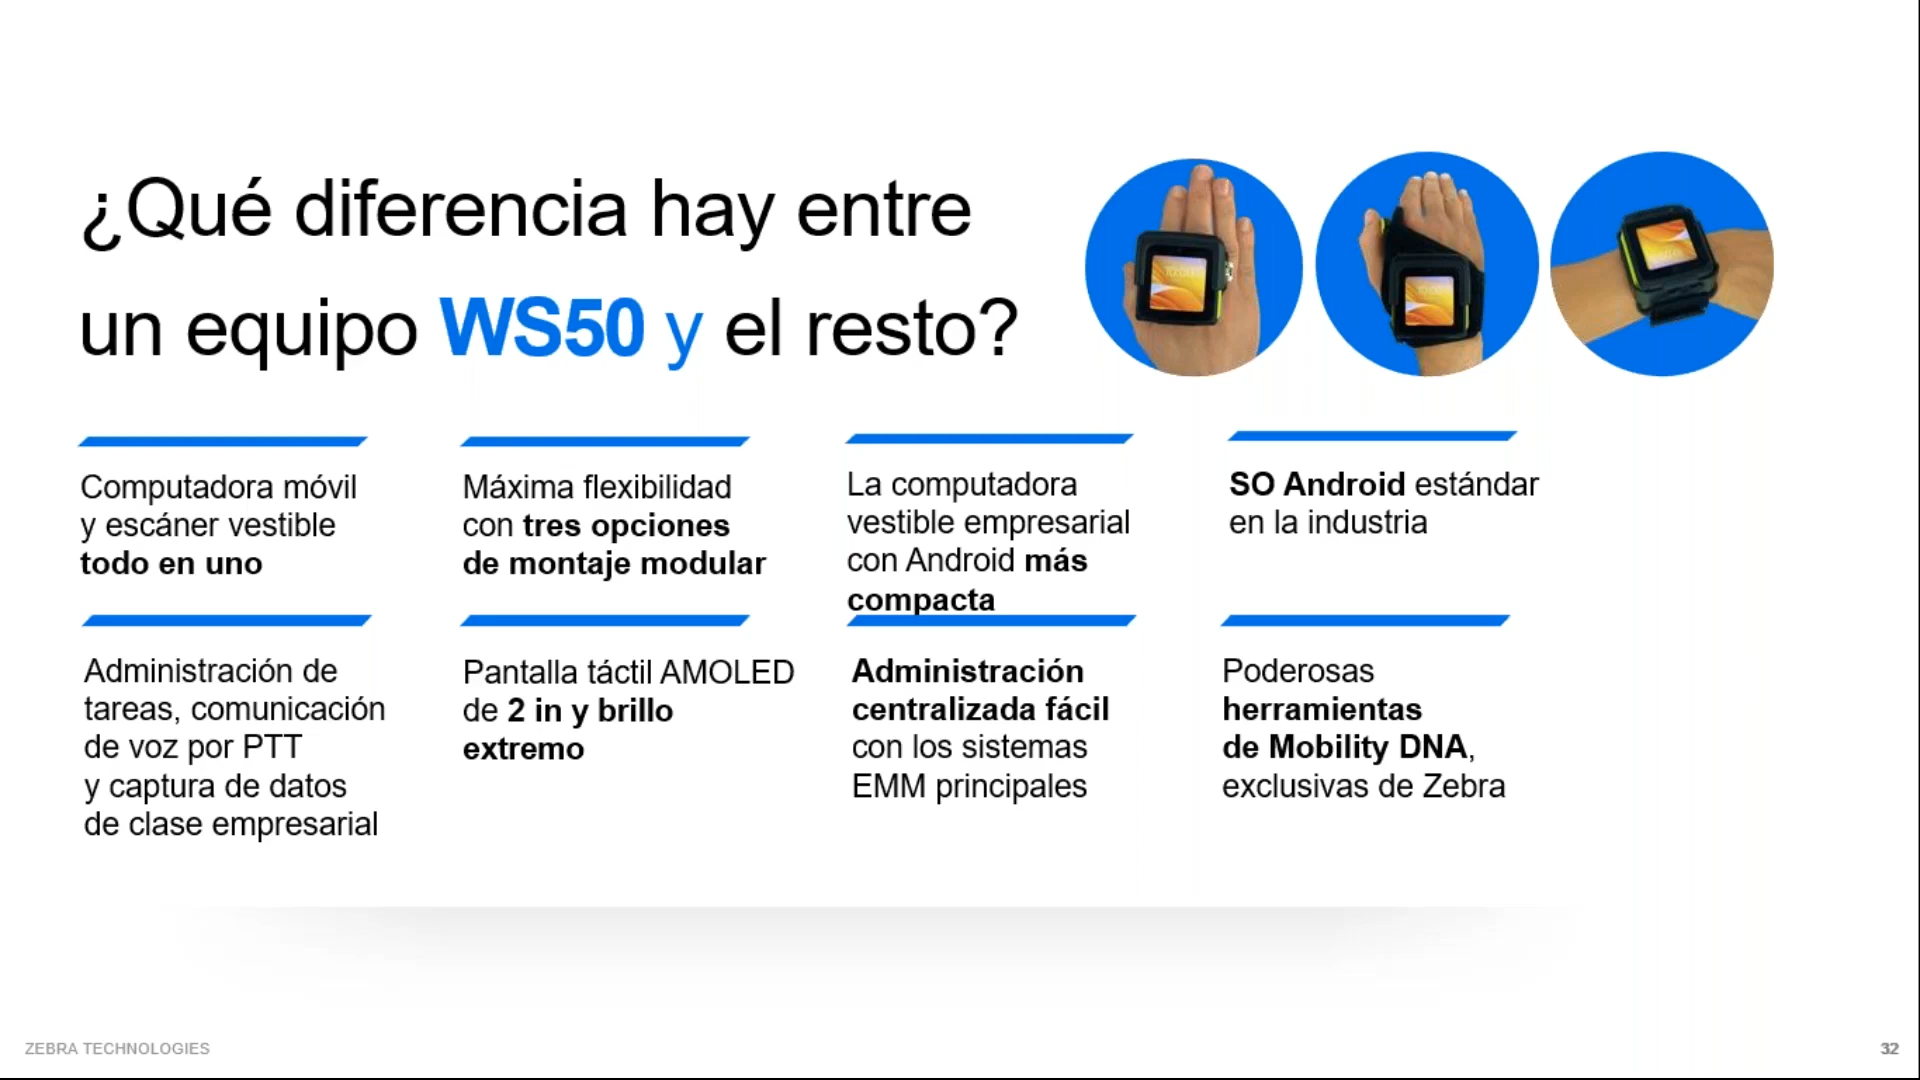 ¿Qué diferencia hay entre
un equipo WS50 y el resto?
Computadora móvil
y escáner vestible
todo en uno
Máxima flexibilidad
con tres opciones
de montaje modular
La computadora
vestible empresarial
con Android más
compacta
SO Android estándar
en la industria
Administración de
tareas, comunicación
de voz por PTT
y captura de datos
de clase empresarial
Pantalla táctil AMOLED
de 2 in y brillo
extremo
Administración
centralizada fácil
con los sistemas
EMM principales
Poderosas
herramientas
de Mobility DNA,
exclusivas de Zebra
ZEBRA TECHNOLOGIES
32